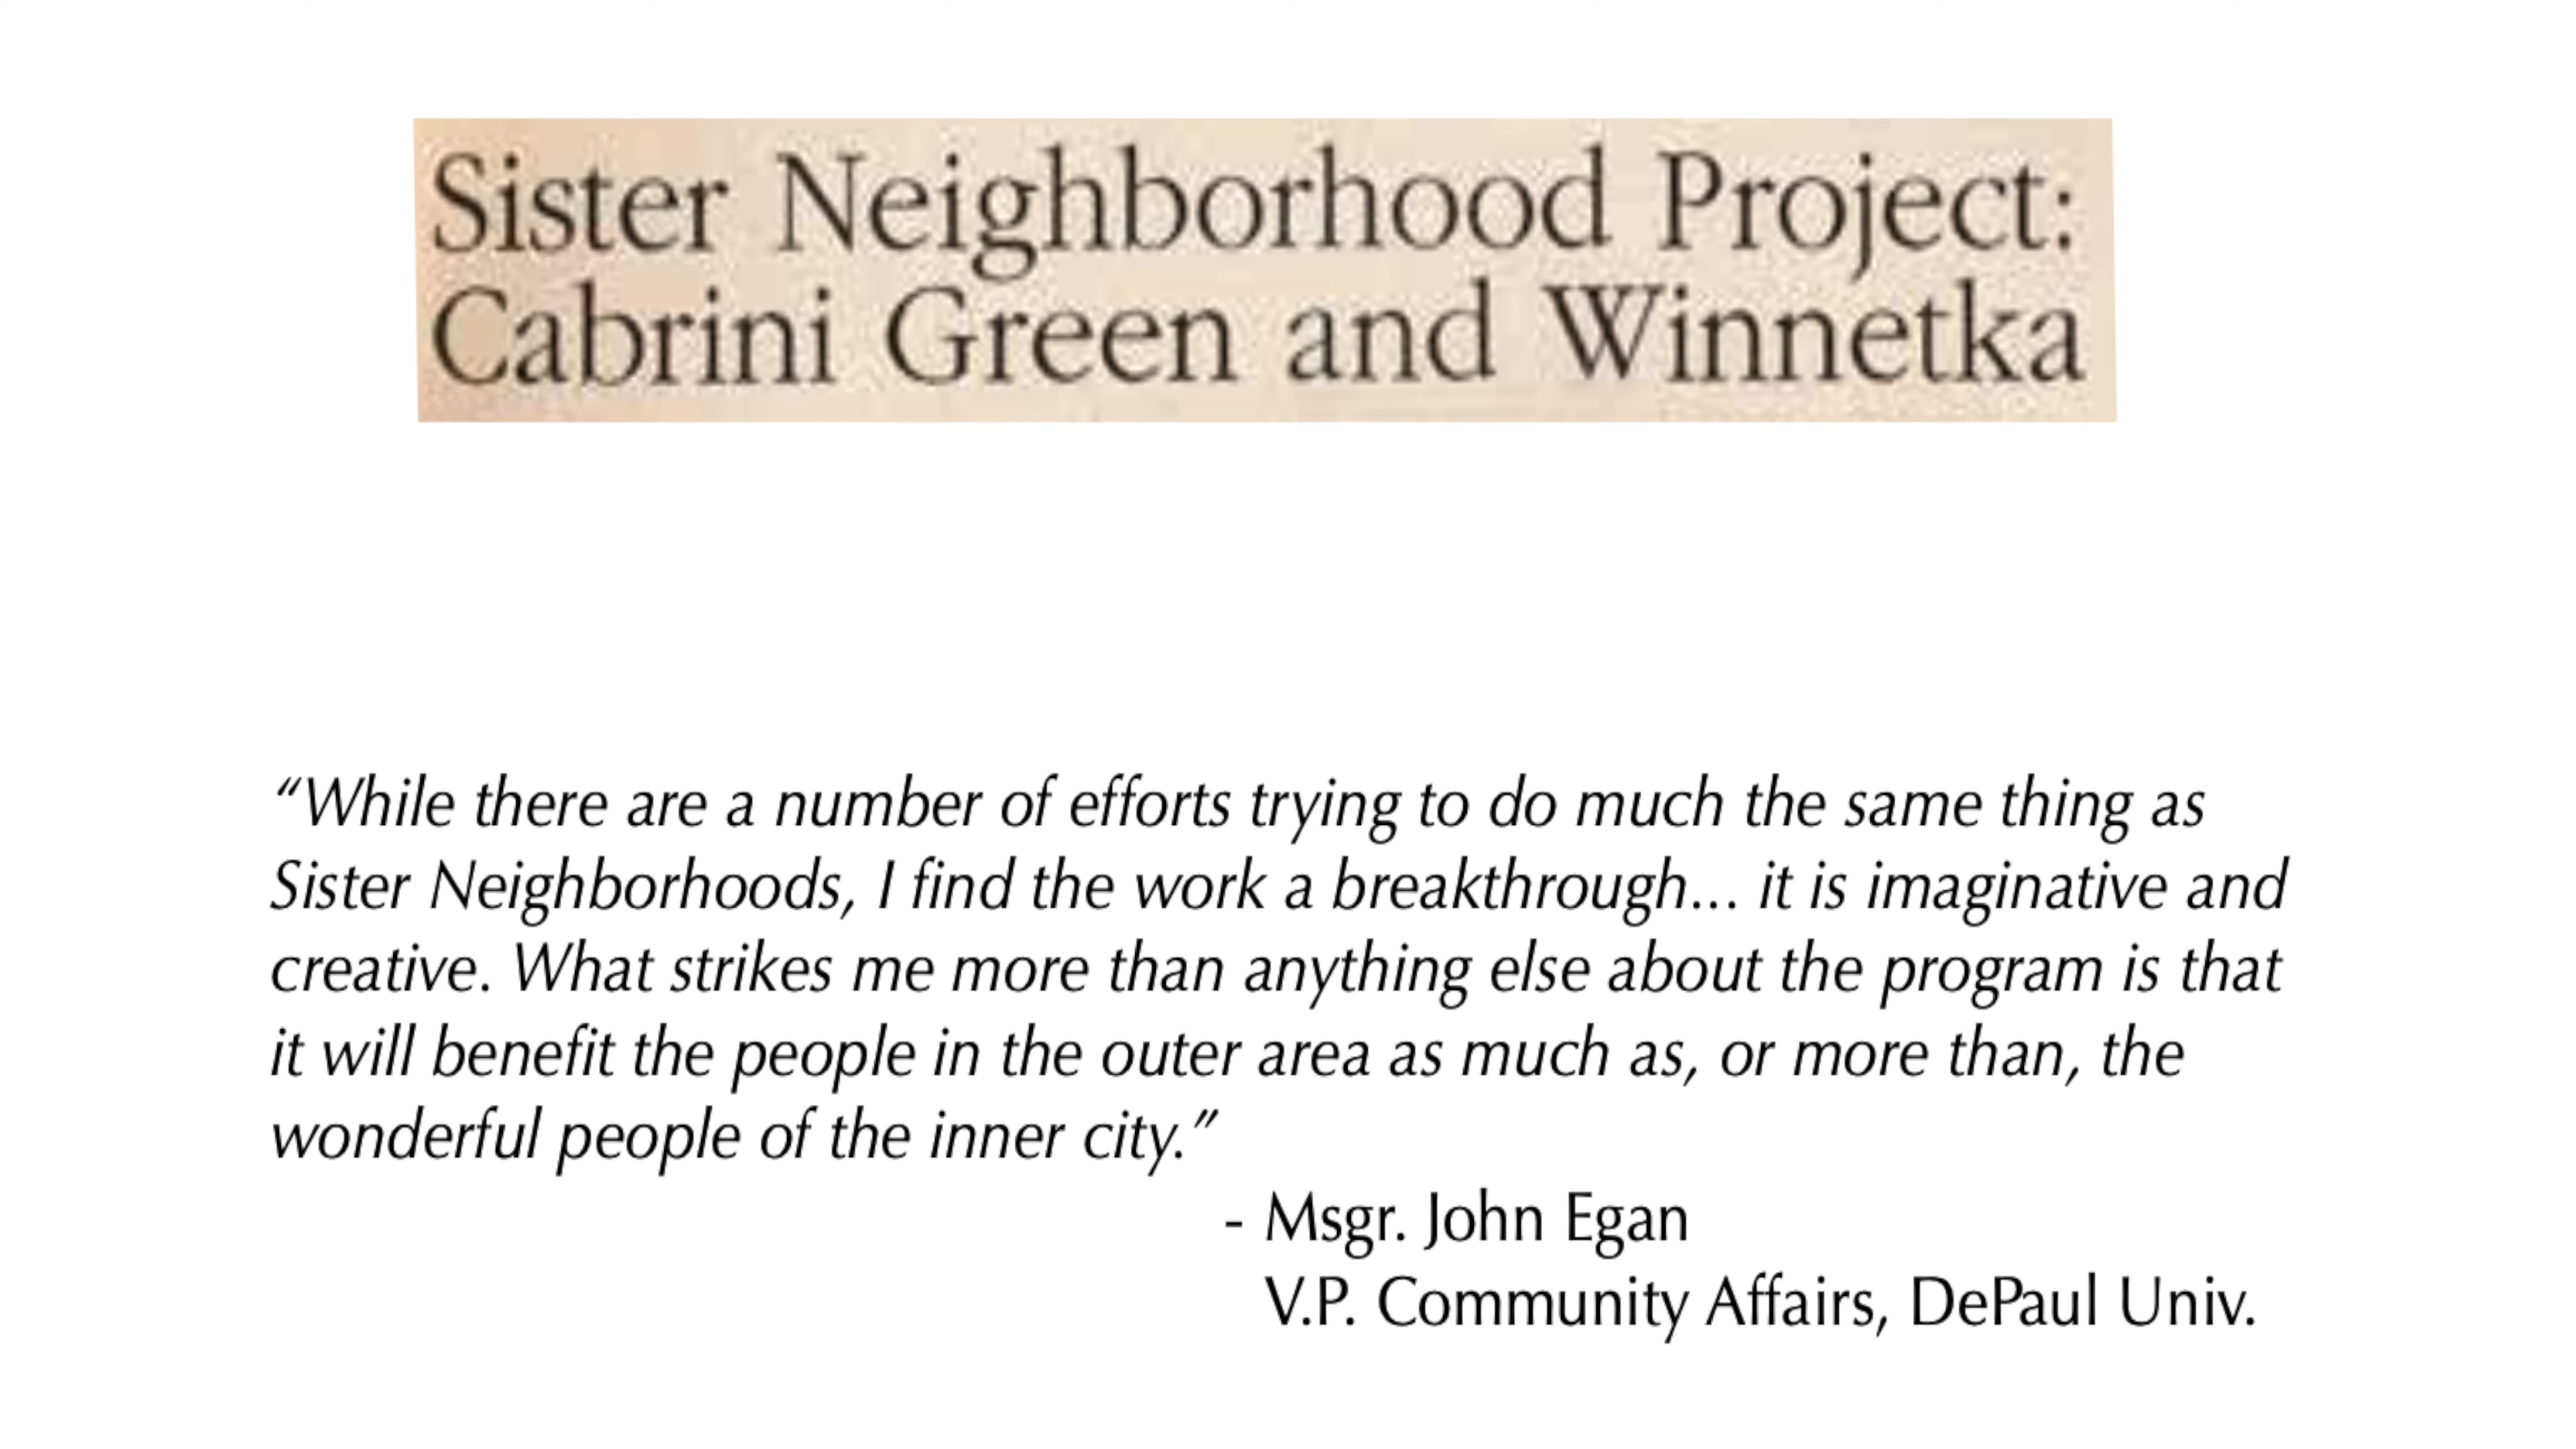 Sister Neighborhood Project:
Cabrini Green and Winnetka
“While there are a number of efforts trying to do much the same thing as
Sister Neighborhoods, I find the work a breakthrough... it is imaginative and
creative. What strikes me more than anything else about the program is that
it will benefit the people in the outer area as much as, or more than, the
wonderful people of the inner city.”
- Msgr. John Egan
V.P. Community Affairs, DePaul Univ.